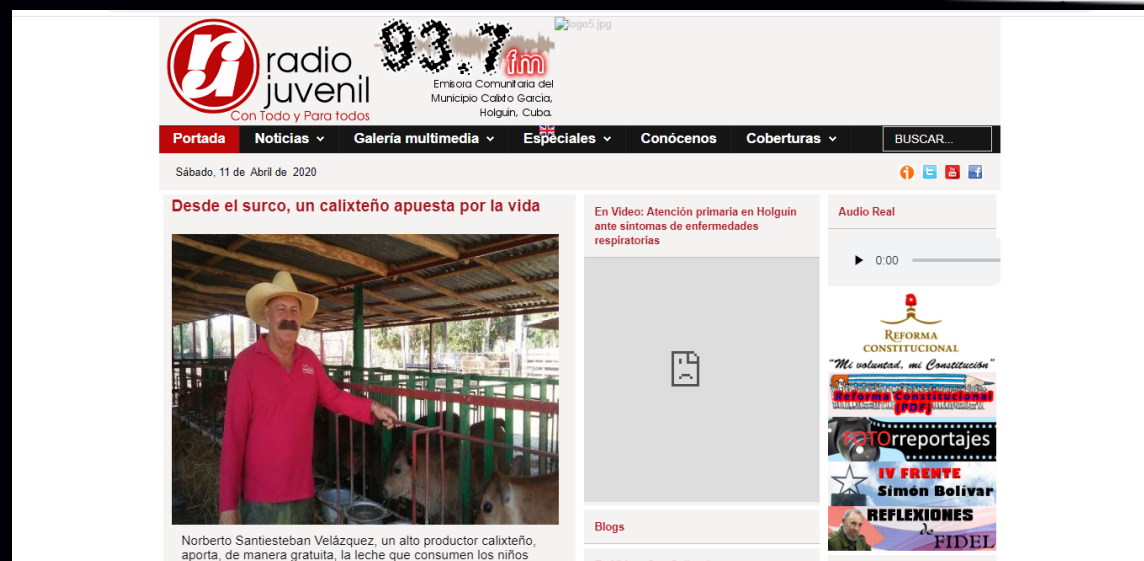 radio
juvenil
Con Todo y Para todos
93.7
fm
Emisora Comunitaria del
Municipio Calixto García,
Holguín, Cuba.
logo5.jpg
Portada
Noticias
Galería multimedia
Especiales
Conócenos
Coberturas
BUSCAR...
Sábado, 11 de Abril de 2020
Desde el surco, un calixteño apuesta por la vida
Norberto Santiesteban Velázquez, un alto productor calixteño,
aporta, de manera gratuita, la leche que consumen los niños
En Video: Atención primaria en Holguín
ante síntomas de enfermedades
respiratorias
Blogs
Audio Real
0:00
REFORMA
CONSTITUCIONAL
"Mi voluntad, mi Constitución"
Reforma Constitucional
(PDF)
FOTOrreportajes
IV FRENTE
Simón Bolívar
REFLEXIONES
de
FIDEL